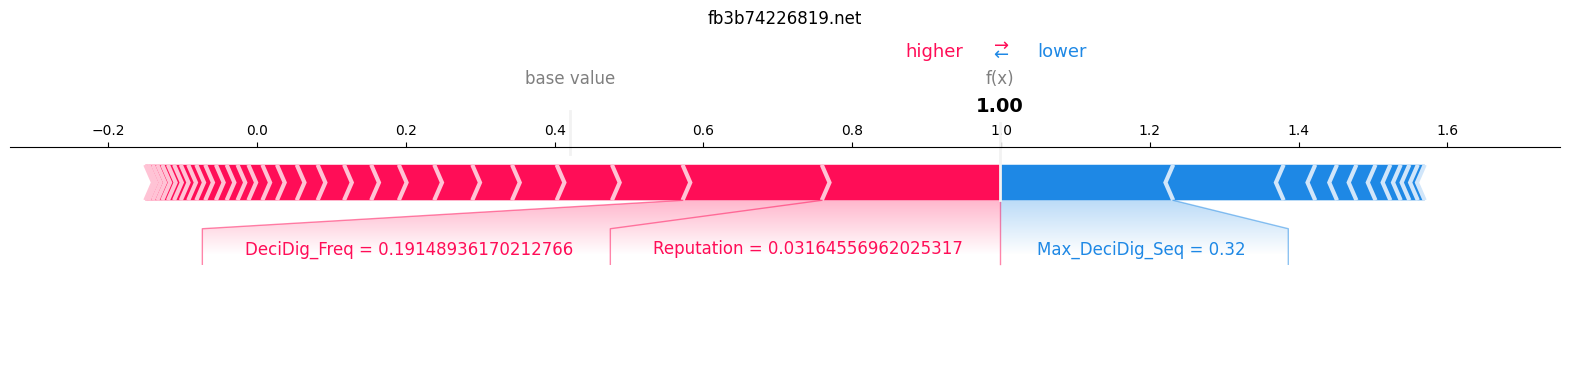 fb3b74226819.net
higher ⇄ lower
base value f(x)
1.00
−0.2 0.0 0.2 0.4 0.6 0.8 1.0 1.2 1.4 1.6
DeciDig_Freq = 0.19148936170212766 Reputation = 0.03164556962025317 Max_DeciDig_Seq = 0.32